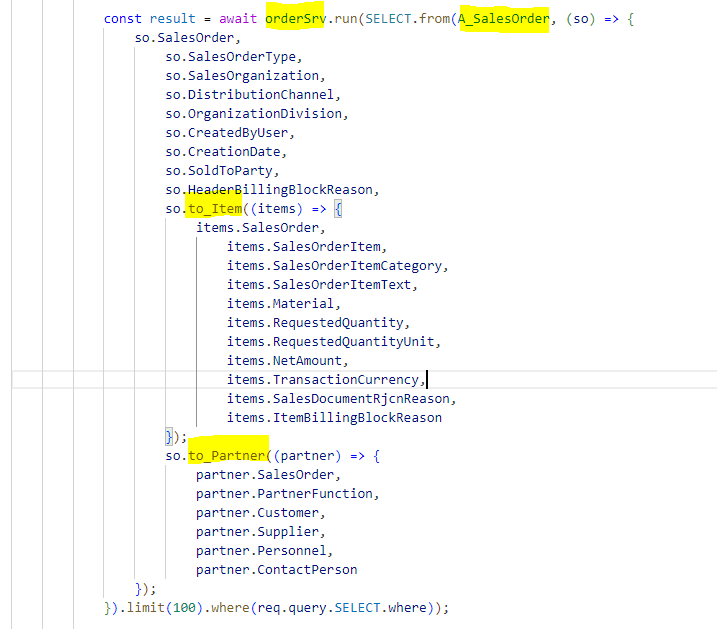 const result = await orderSrv.run(SELECT.from(A_SalesOrder, (so) => {
so.SalesOrder,
so.SalesOrderType,
so.SalesOrganization,
so.DistributionChannel,
so.OrganizationDivision,
so.CreatedByUser,
so.CreationDate,
so.SoldToParty,
so.HeaderBillingBlockReason,
so.to_Item((items) => {
items.SalesOrder,
items.SalesOrderItem,
items.SalesOrderItemCategory,
items.SalesOrderItemText,
items.Material,
items.RequestedQuantity,
items.RequestedQuantityUnit,
items.NetAmount,
items.TransactionCurrency,
items.SalesDocumentRjcnReason,
items.ItemBillingBlockReason
});
so.to_Partner((partner) => {
partner.SalesOrder,
partner.PartnerFunction,
partner.Customer,
partner.Supplier,
partner.Personnel,
partner.ContactPerson
});
}).limit(100).where(req.query.SELECT.where));